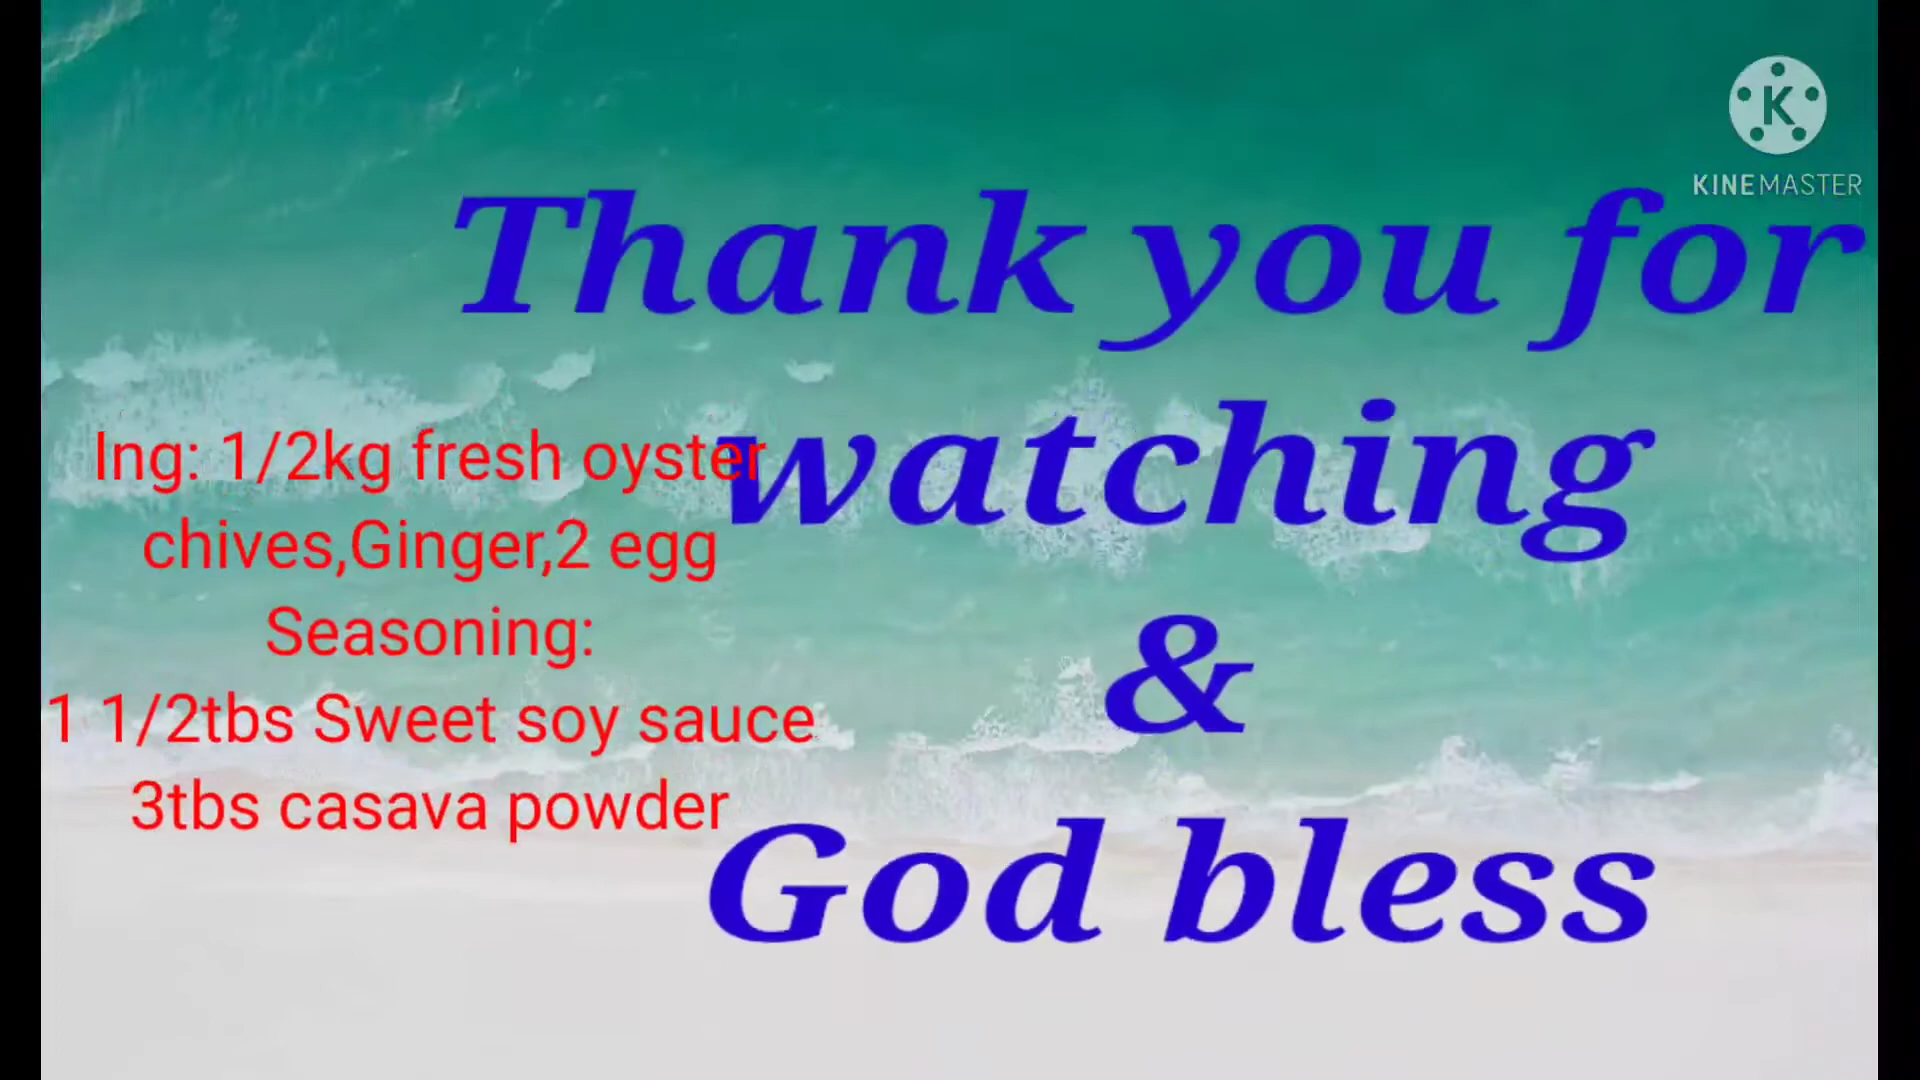 KINEMASTER
Thank you for
watching
&
God bless
Ing: 1/2kg fresh oyster
chives,Ginger,2 egg
Seasoning:
1 1/2tbs Sweet soy sauce
3tbs casava powder